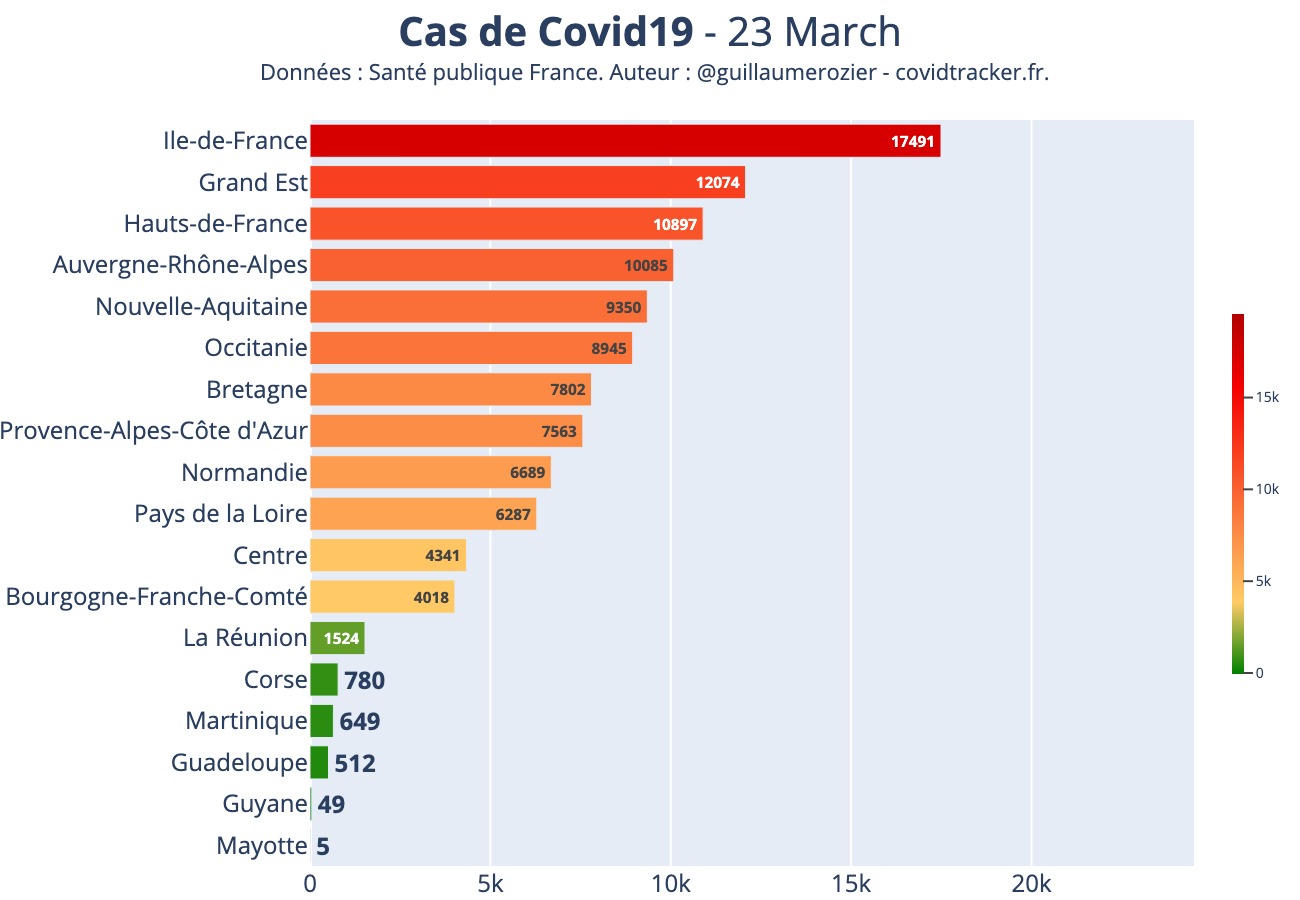 Cas de Covid19 - 23 March
Données : Santé publique France. Auteur : @guillaumerozier - covidtracker.fr.
Ile-de-France 17491
Grand Est 12074
Hauts-de-France 10897
Auvergne-Rhône-Alpes 10085
Nouvelle-Aquitaine 9350
Occitanie 8945
Bretagne 7802
Provence-Alpes-Côte d'Azur 7563
Normandie 6689
Pays de la Loire 6287
Centre 4341
Bourgogne-Franche-Comté 4018
La Réunion 1524
Corse 780
Martinique 649
Guadeloupe 512
Guyane 49
Mayotte 5
0 5k 10k 15k 20k
15k
10k
5k
0